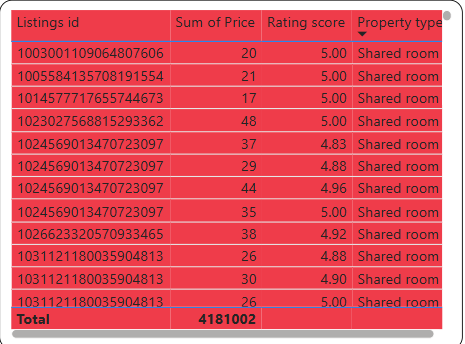 Listings id Sum of Price Rating score Property type
1003001109064807606 20 5.00 Shared room
1005584135708191554 21 5.00 Shared room
1014577717655744673 17 5.00 Shared room
1023027568815293362 48 5.00 Shared room
1024569013470723097 37 4.83 Shared room
1024569013470723097 29 4.88 Shared room
1024569013470723097 44 4.96 Shared room
1024569013470723097 35 5.00 Shared room
1026623320570933465 38 4.92 Shared room
1031121180035904813 26 4.88 Shared room
1031121180035904813 30 4.90 Shared room
1031121180035904813 26 5.00 Shared room
Total 4181002